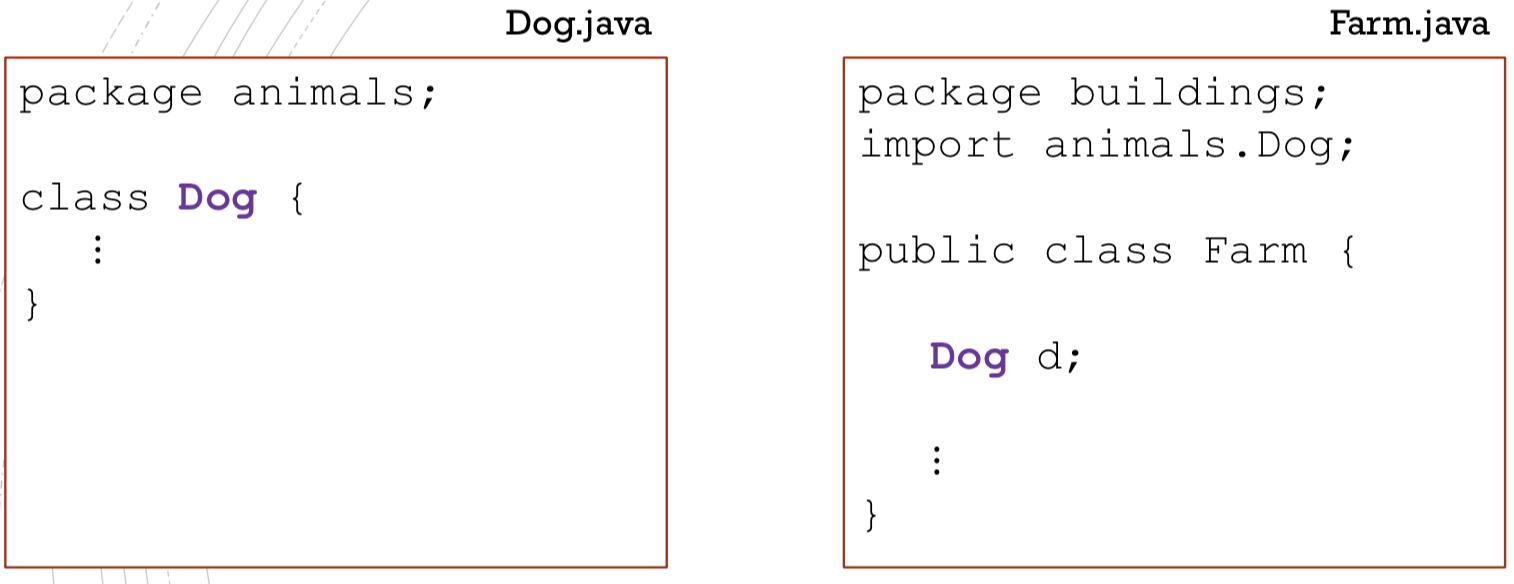 Dog.java
package animals;
class Dog {
⋮
}
Farm.java
package buildings;
import animals.Dog;
public class Farm {
Dog d;
⋮
}